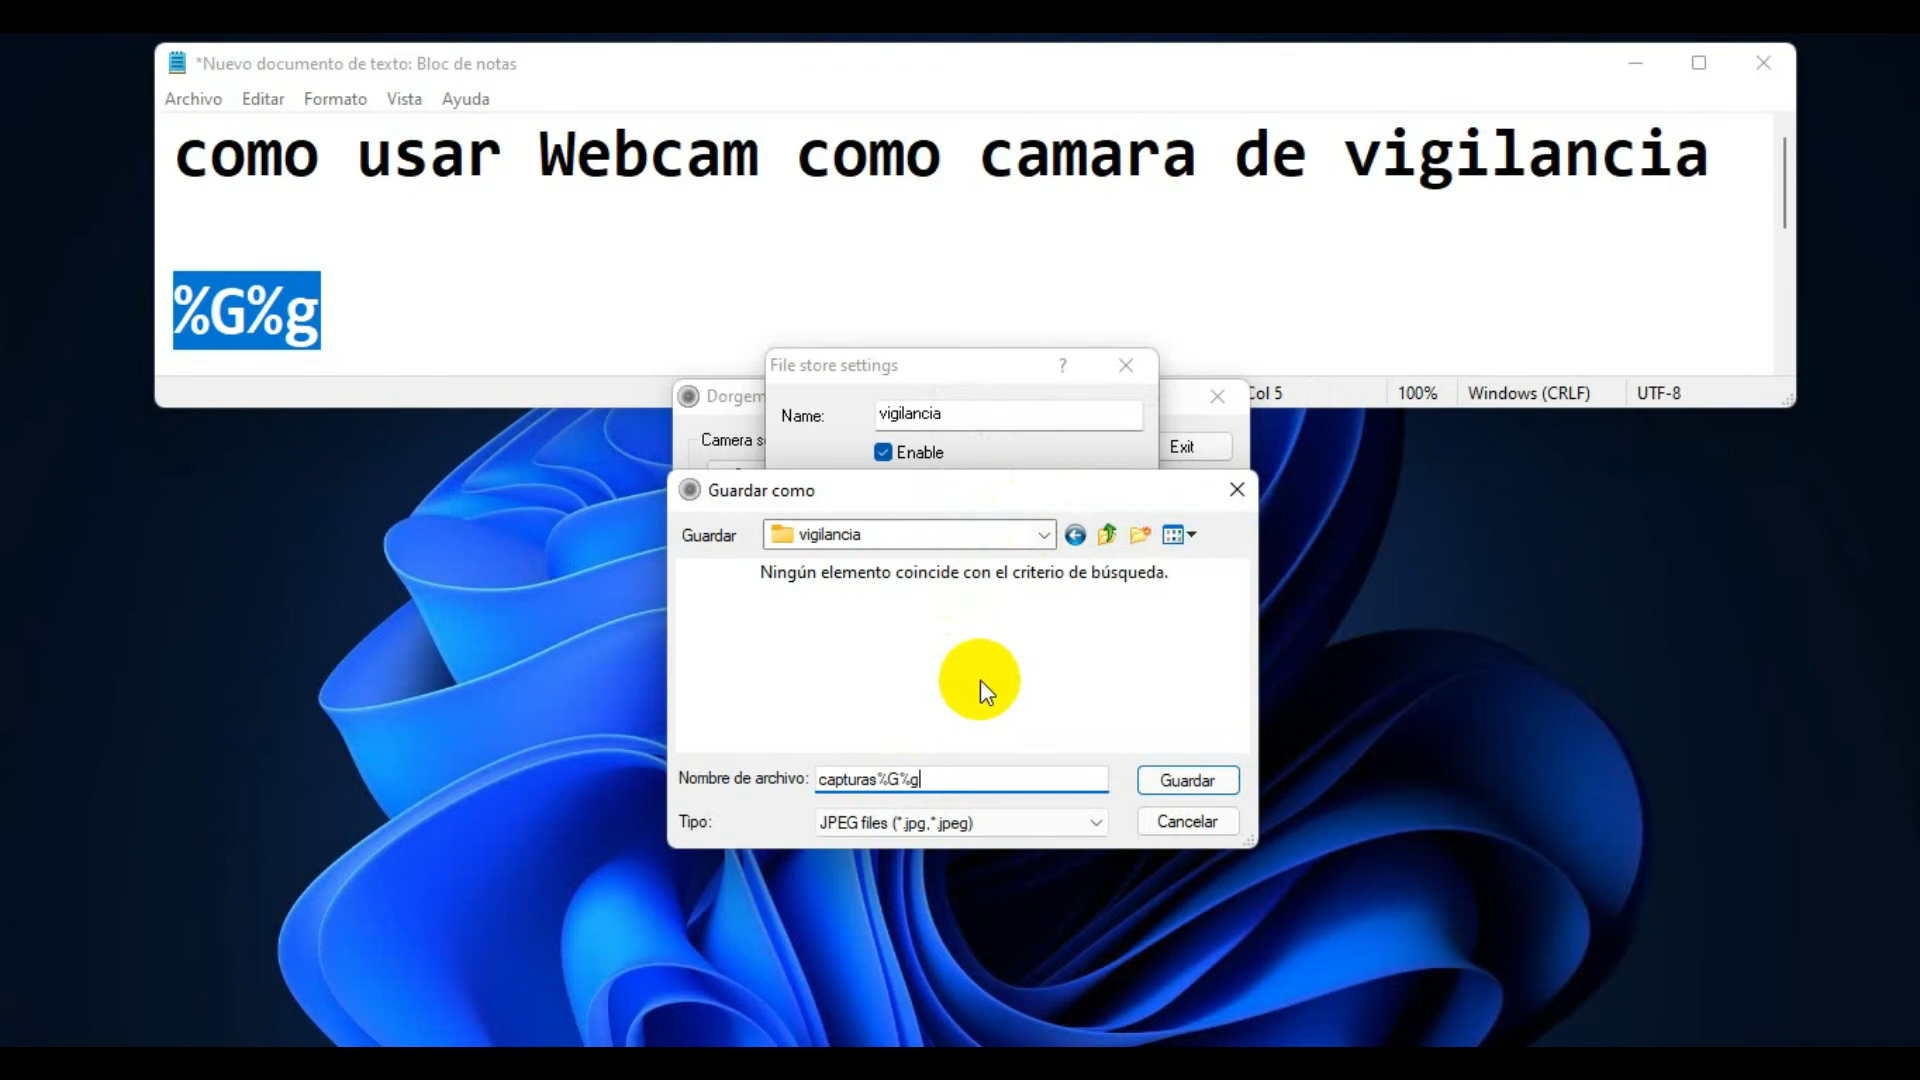 *Nuevo documento de texto: Bloc de notas
Archivo Editar Formato Vista Ayuda
como usar Webcam como camara de vigilancia
%G%g
Col 5 100% Windows (CRLF) UTF-8
File store settings ?
Dorgem
Name: vigilancia
Camera s
Exit
Enable
Guardar como
Guardar vigilancia
Ningún elemento coincide con el criterio de búsqueda.
Nombre de archivo: capturas%G%g Guardar
Tipo: JPEG files (*.jpg,*.jpeg) Cancelar